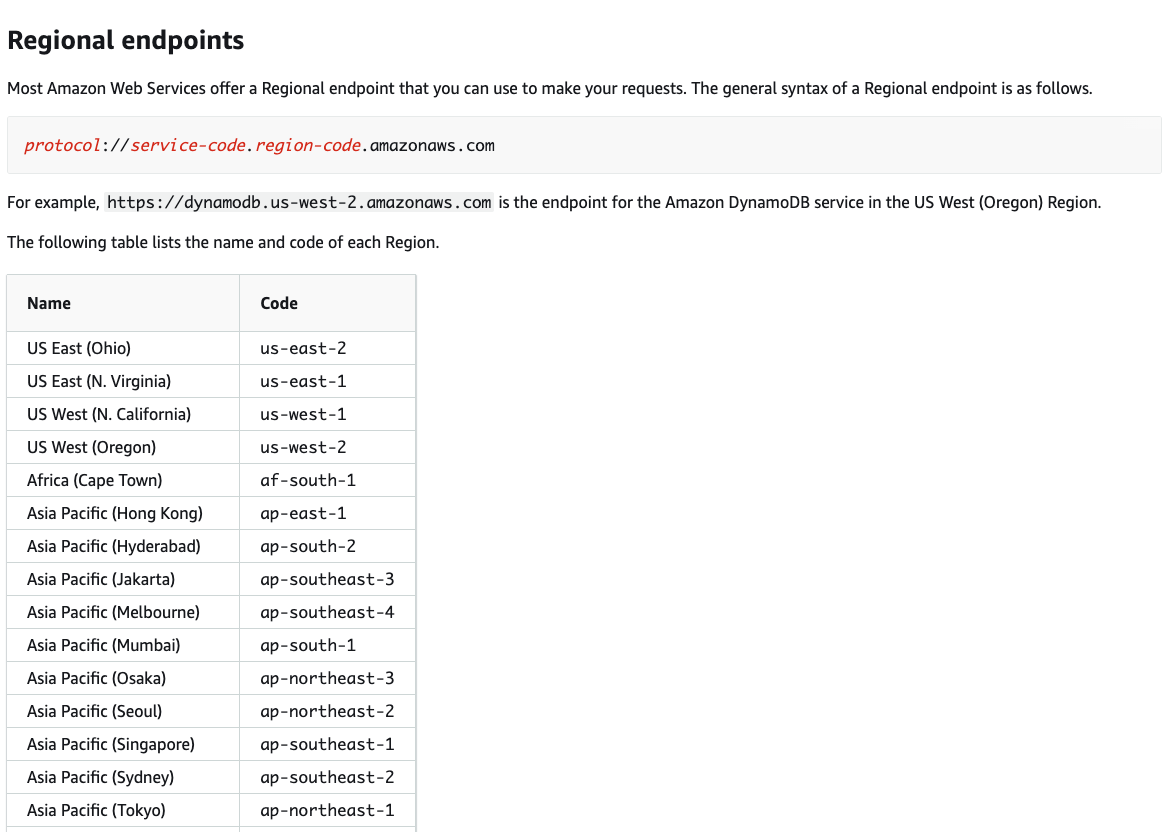 Regional endpoints
Most Amazon Web Services offer a Regional endpoint that you can use to make your requests. The general syntax of a Regional endpoint is as follows.
protocol://service-code.region-code.amazonaws.com
For example, https://dynamodb.us-west-2.amazonaws.com is the endpoint for the Amazon DynamoDB service in the US West (Oregon) Region.
The following table lists the name and code of each Region.
Name Code
US East (Ohio) us-east-2
US East (N. Virginia) us-east-1
US West (N. California) us-west-1
US West (Oregon) us-west-2
Africa (Cape Town) af-south-1
Asia Pacific (Hong Kong) ap-east-1
Asia Pacific (Hyderabad) ap-south-2
Asia Pacific (Jakarta) ap-southeast-3
Asia Pacific (Melbourne) ap-southeast-4
Asia Pacific (Mumbai) ap-south-1
Asia Pacific (Osaka) ap-northeast-3
Asia Pacific (Seoul) ap-northeast-2
Asia Pacific (Singapore) ap-southeast-1
Asia Pacific (Sydney) ap-southeast-2
Asia Pacific (Tokyo) ap-northeast-1